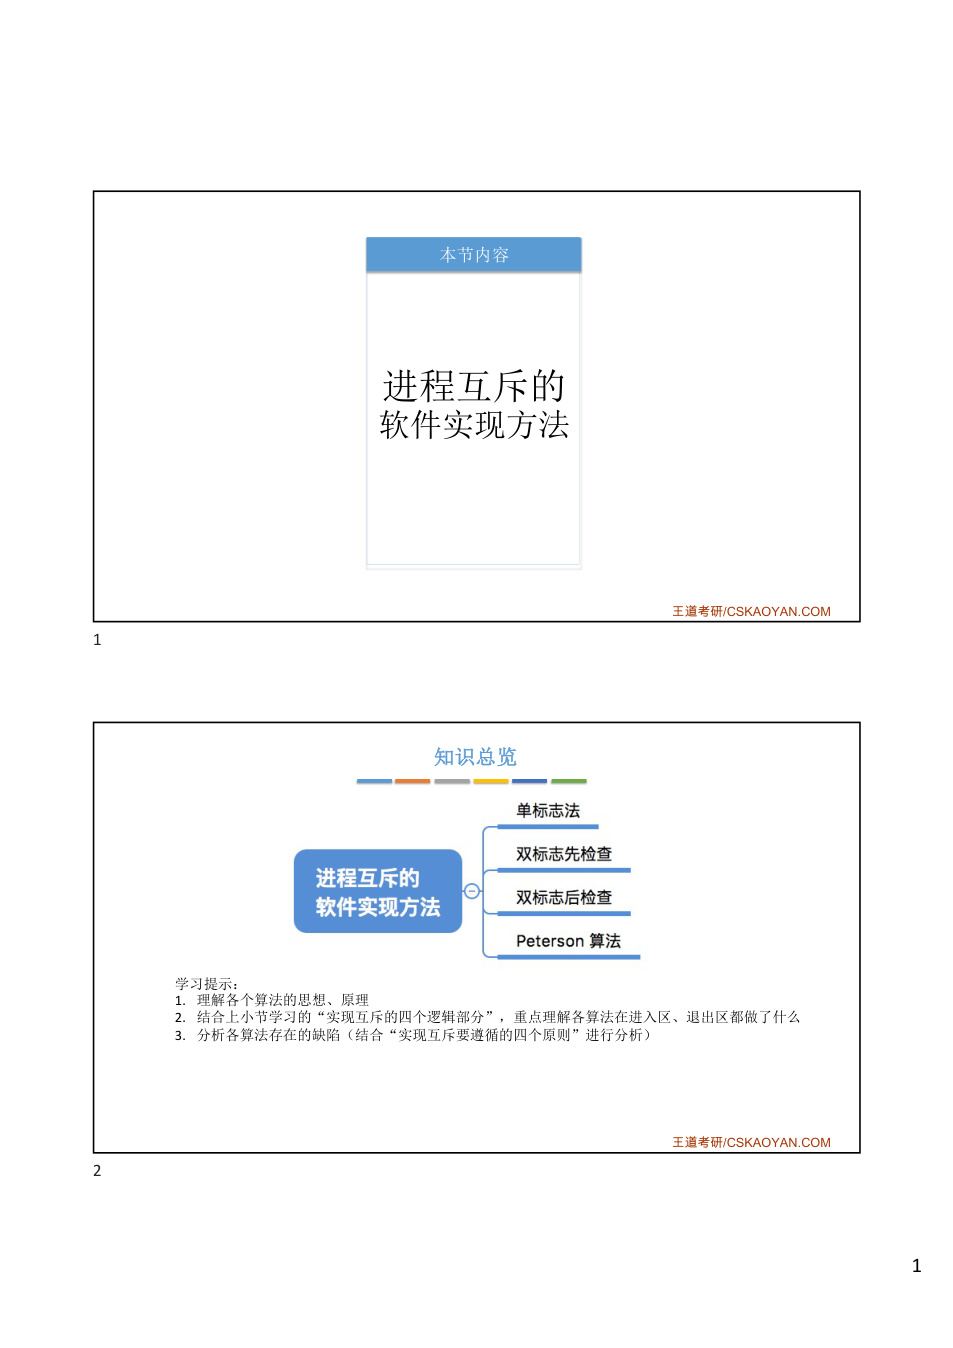 本节内容
进程互斥的
软件实现方法
王道考研/CSKAOYAN.COM
1
知识总览
单标志法
双标志先检查
进程互斥的
软件实现方法
双标志后检查
Peterson 算法
学习提示：
1. 理解各个算法的思想、原理
2. 结合上小节学习的“实现互斥的四个逻辑部分”，重点理解各算法在进入区、退出区都做了什么
3. 分析各算法存在的缺陷（结合“实现互斥要遵循的四个原则”进行分析）
王道考研/CSKAOYAN.COM
2
1